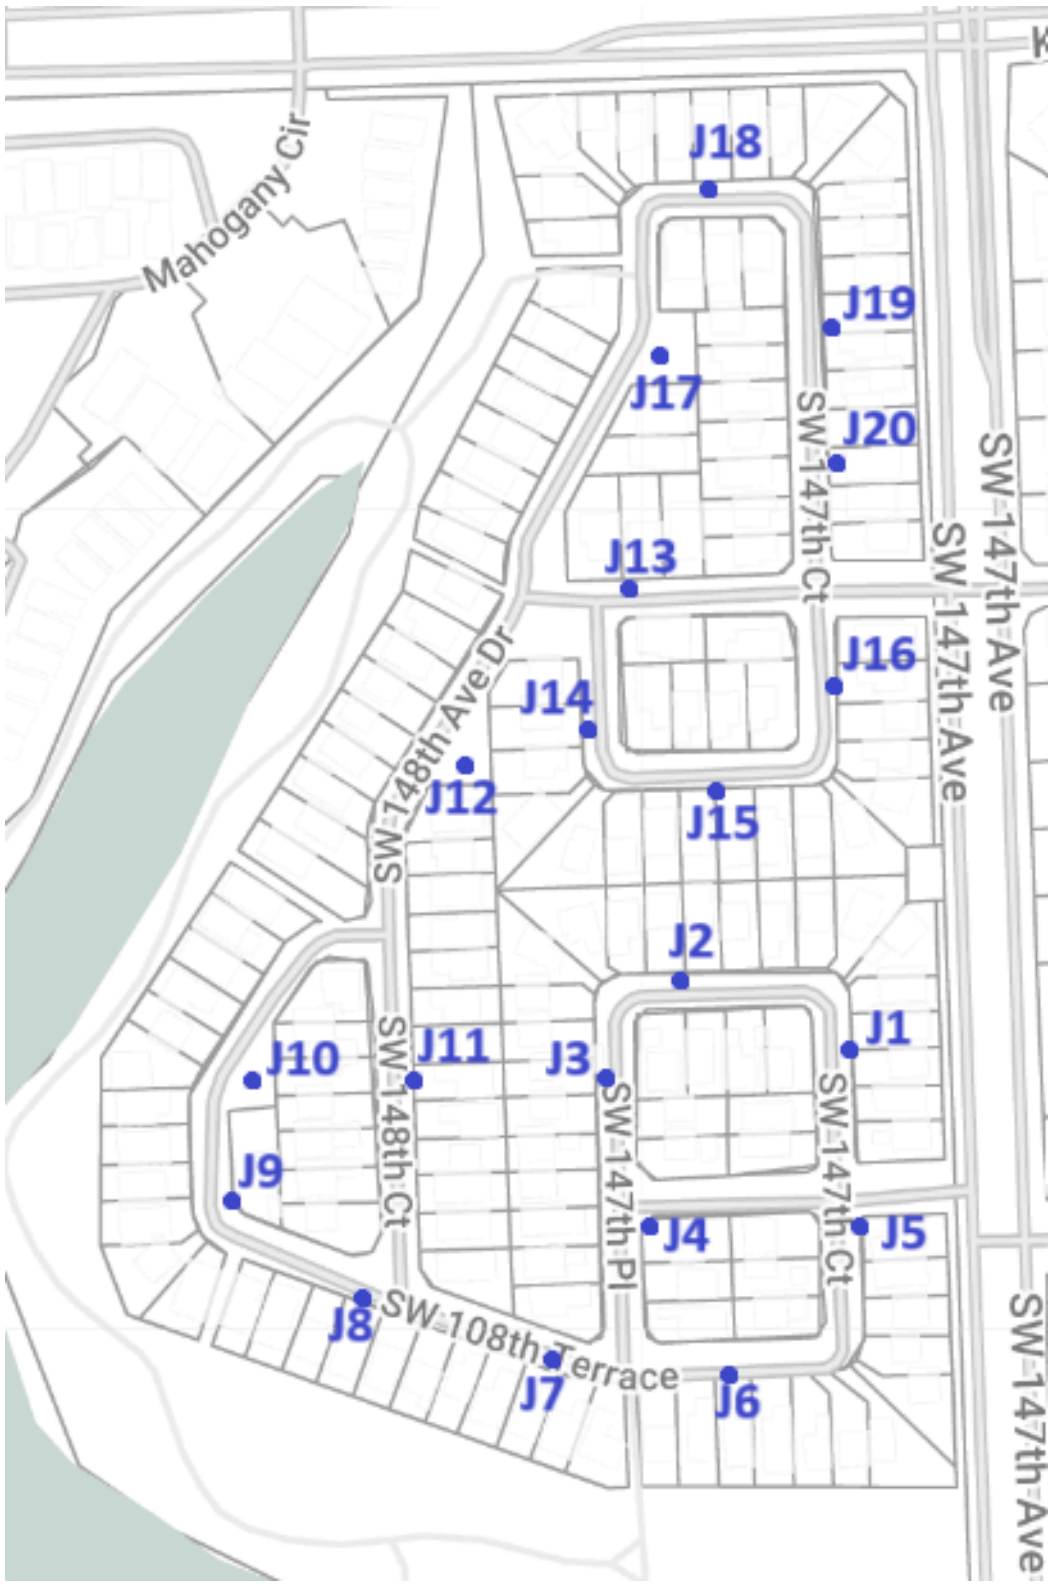 K
Mahogany Cir
J18
J19
J17
SW 147th Ct
J20
SW 147th Ave
SW 147th Ave
J13
SW 148th Ave Dr
J16
J14
J12
J15
J2
J1
J11
J3
J10
SW 148th Ct
SW 147th Pl
SW 147th Ct
J9
J4
J5
J8
SW 108th Terrace
J7
J6
SW 147th Ave